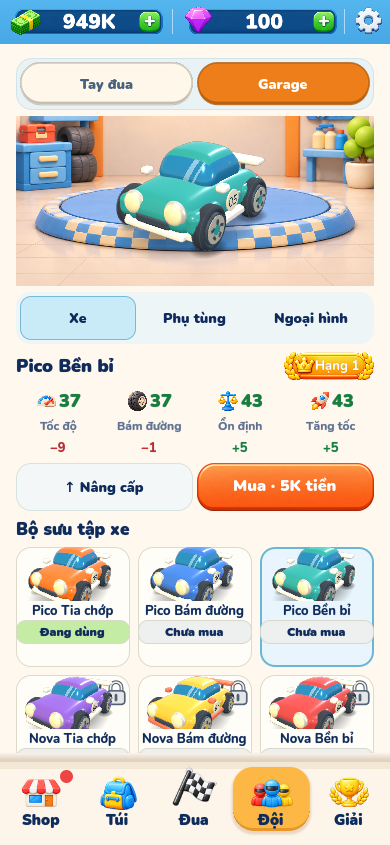 949K
100
Tay đua
Garage
05
Xe
Phụ tùng
Ngoại hình
Pico Bền bỉ
Hạng 1
37
37
43
43
Tốc độ
Bám đường
Ổn định
Tăng tốc
−9
−1
+5
+5
↑ Nâng cấp
Mua · 5K tiền
Bộ sưu tập xe
Pico Tia chớp
Pico Bám đường
Pico Bền bỉ
Đang dùng
Chưa mua
Chưa mua
Nova Tia chớp
Nova Bám đường
Nova Bền bỉ
Shop
Túi
Đua
Đội
Giải